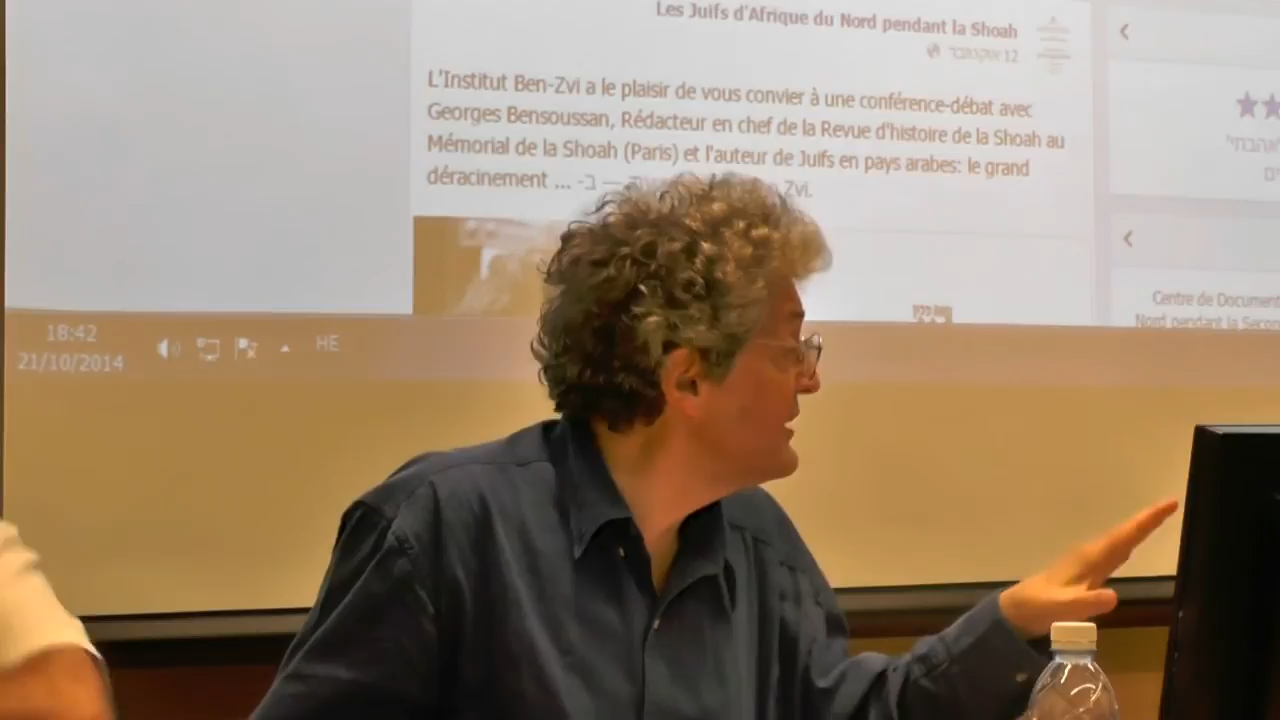 Les Juifs d'Afrique du Nord pendant la Shoah
12 אוקטובר
L'Institut Ben-Zvi a le plaisir de vous convier à une conférence-débat avec
Georges Bensoussan, Rédacteur en chef de la Revue d'histoire de la Shoah au
Mémorial de la Shoah (Paris) et l'auteur de Juifs en pays arabes: le grand
déracinement ... ב- — Zvi.
אהבתי
ים
Centre de Document
Nord pendant la Secon
18:42
21/10/2014
HE